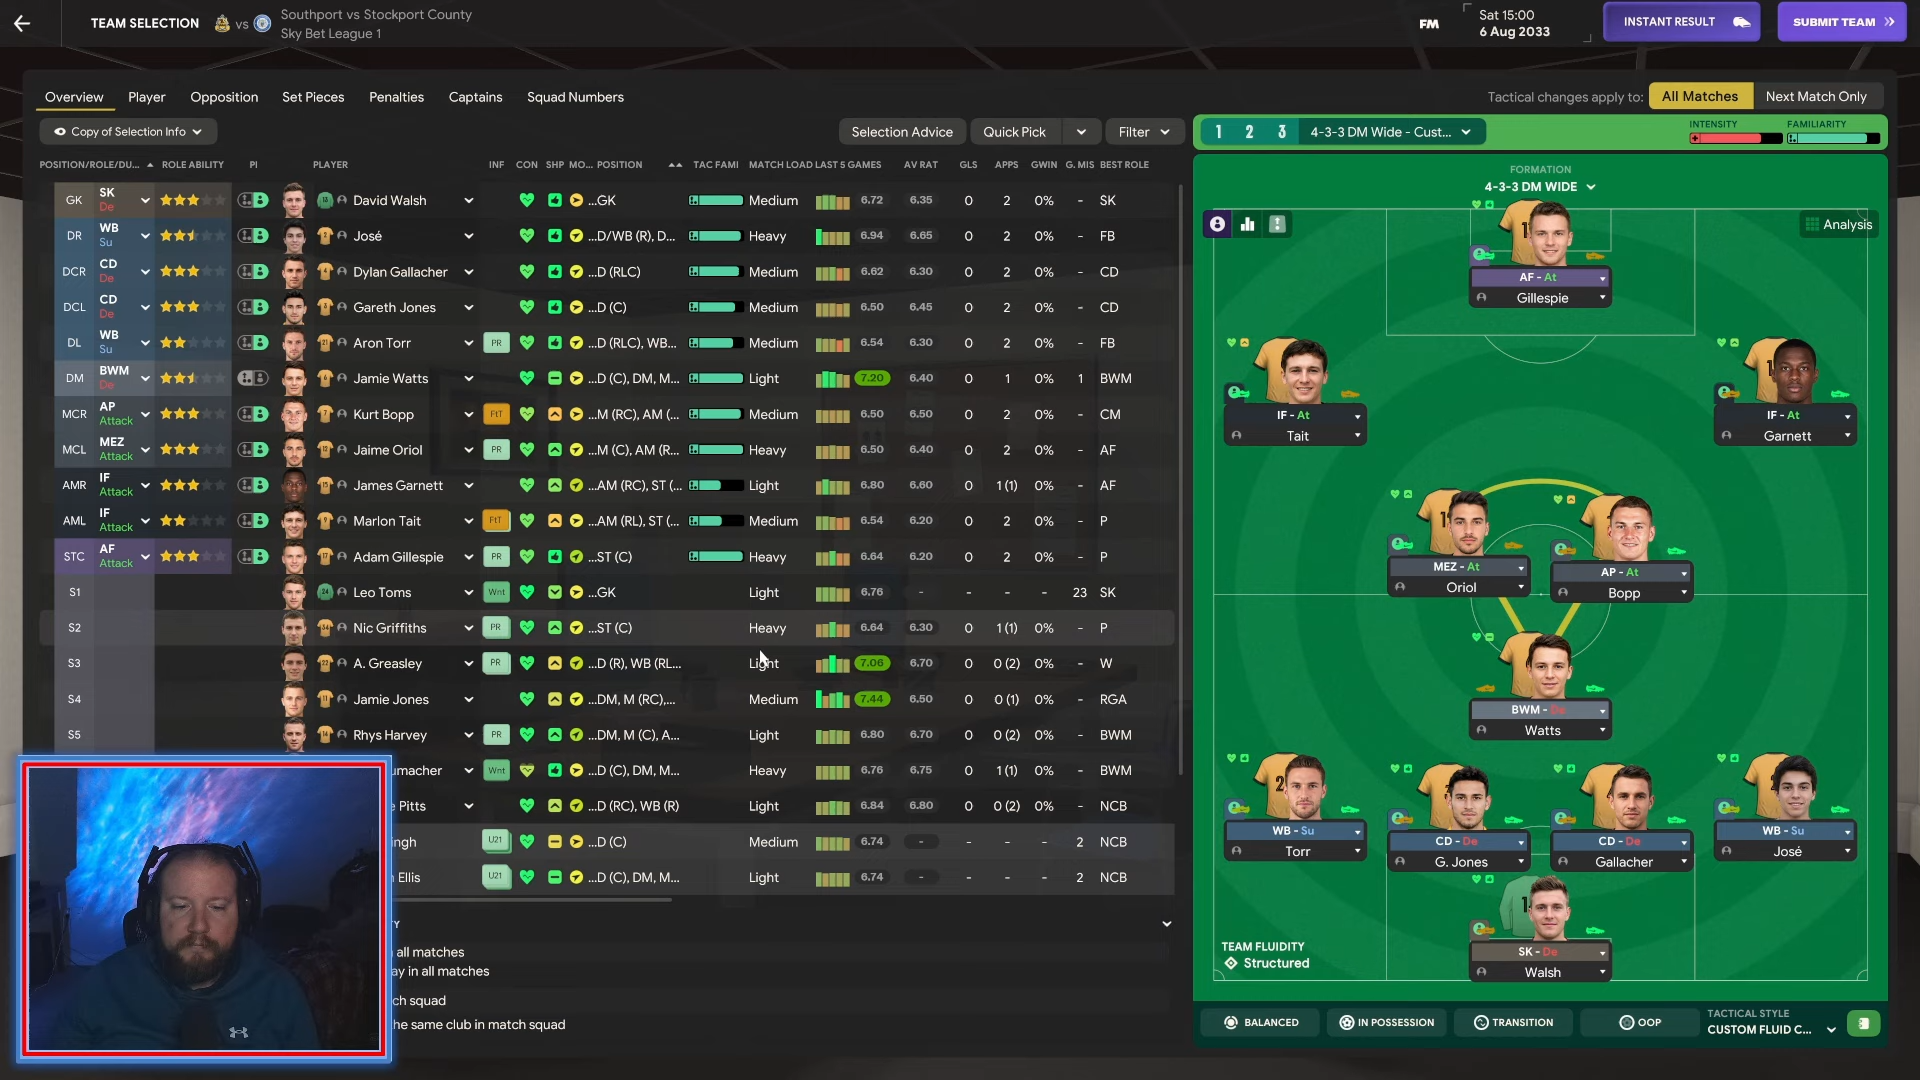 TEAM SELECTION
vs
Southport vs Stockport County
Sky Bet League 1
FM
Sat 15:00
6 Aug 2033
INSTANT RESULT
SUBMIT TEAM
Overview Player Opposition Set Pieces Penalties Captains Squad Numbers
Tactical changes apply to: All Matches Next Match Only
Copy of Selection Info
Selection Advice Quick Pick Filter
1 2 3 4-3-3 DM Wide - Cust...
INTENSITY FAMILIARITY
POSITION/ROLE/DU... ROLE ABILITY PI PLAYER INF CON SHP MO... POSITION TAC FAMI MATCH LOAD LAST 5 GAMES AV RAT GLS APPS GWIN G. MIS BEST ROLE
GK SK De David Walsh ...GK Medium 6.72 6.35 0 2 0% - SK
DR WB Su José ...D/WB (R), D... Heavy 6.94 6.65 0 2 0% - FB
DCR CD De Dylan Gallacher ...D (RLC) Medium 6.62 6.30 0 2 0% - CD
DCL CD De Gareth Jones ...D (C) Medium 6.50 6.45 0 2 0% - CD
DL WB Su Aron Torr PR ...D (RLC), WB... Medium 6.54 6.30 0 2 0% - FB
DM BWM De Jamie Watts ...D (C), DM, M... Light 7.20 6.40 0 1 0% 1 BWM
MCR AP Attack Kurt Bopp FtT ...M (RC), AM (... Medium 6.50 6.50 0 2 0% - CM
MCL MEZ Attack Jaime Oriol PR ...M (C), AM (R... Heavy 6.50 6.40 0 2 0% - AF
AMR IF Attack James Garnett ...AM (RC), ST (... Light 6.80 6.60 0 1 (1) 0% - AF
AML IF Attack Marlon Tait FtT ...AM (RL), ST (... Medium 6.54 6.20 0 2 0% - P
STC AF Attack Adam Gillespie PR ...ST (C) Heavy 6.64 6.20 0 2 0% - P
S1 Leo Toms Wnt ...GK Light 6.76 - - - - 23 SK
S2 Nic Griffiths PR ...ST (C) Heavy 6.64 6.30 0 1 (1) 0% - P
S3 A. Greasley PR ...D (R), WB (RL... Light 7.06 6.70 0 0 (2) 0% - W
S4 Jamie Jones ...DM, M (RC),... Medium 7.44 6.50 0 0 (1) 0% - RGA
S5 Rhys Harvey PR ...DM, M (C), A... Light 6.80 6.70 0 0 (2) 0% - BWM
umacher Wnt ...D (C), DM, M... Heavy 6.76 6.75 0 1 (1) 0% - BWM
e Pitts ...D (RC), WB (R) Light 6.84 6.80 0 0 (2) 0% - NCB
ingh U21 ...D (C) Medium 6.74 - - - - 2 NCB
Ellis U21 ...D (C), DM, M... Light 6.74 - - - - 2 NCB
all matches
ay in all matches
ch squad
he same club in match squad
FORMATION
4-3-3 DM WIDE
Analysis
AF - At
Gillespie
IF - At
Tait
IF - At
Garnett
MEZ - At
Oriol
AP - At
Bopp
BWM - De
Watts
WB - Su
Torr
CD - De
G. Jones
CD - De
Gallacher
WB - Su
José
SK - De
Walsh
TEAM FLUIDITY
Structured
BALANCED IN POSSESSION TRANSITION OOP
TACTICAL STYLE
CUSTOM FLUID C...